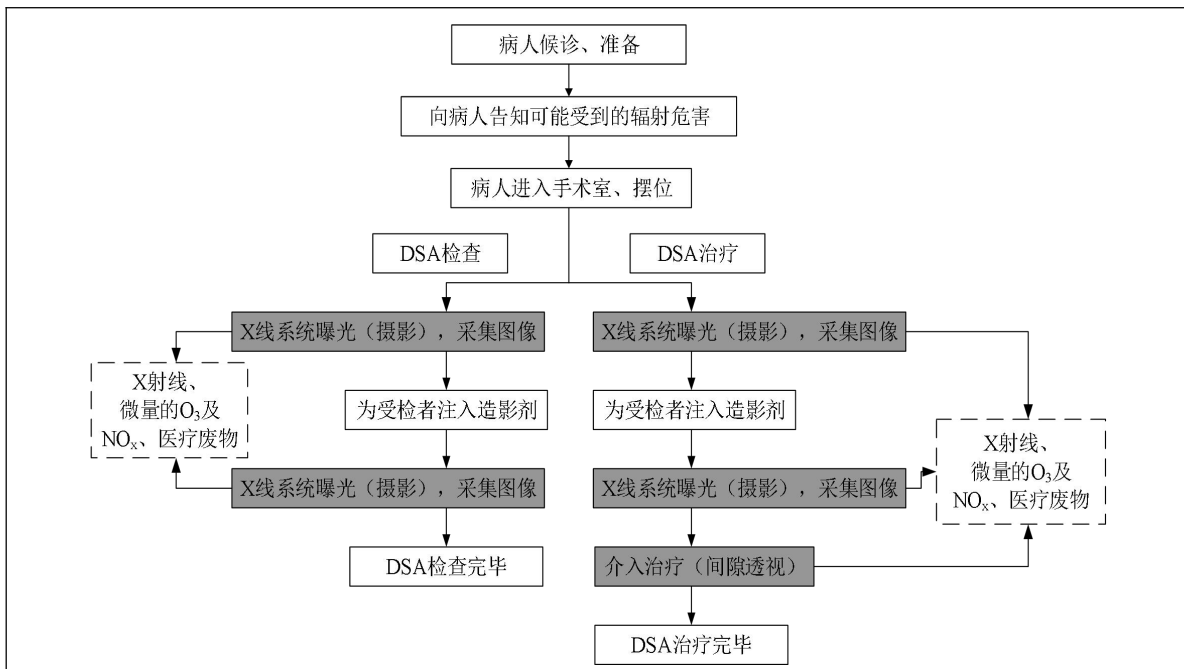 病人候诊、准备
向病人告知可能受到的辐射危害
病人进入手术室、摆位
DSA检查
DSA治疗
X线系统曝光（摄影），采集图像
X线系统曝光（摄影），采集图像
X射线、
微量的O₃及
NOₓ、医疗废物
为受检者注入造影剂
为受检者注入造影剂
X射线、
微量的O₃及
NOₓ、医疗废物
X线系统曝光（摄影），采集图像
X线系统曝光（摄影），采集图像
DSA检查完毕
介入治疗（间隙透视）
DSA治疗完毕